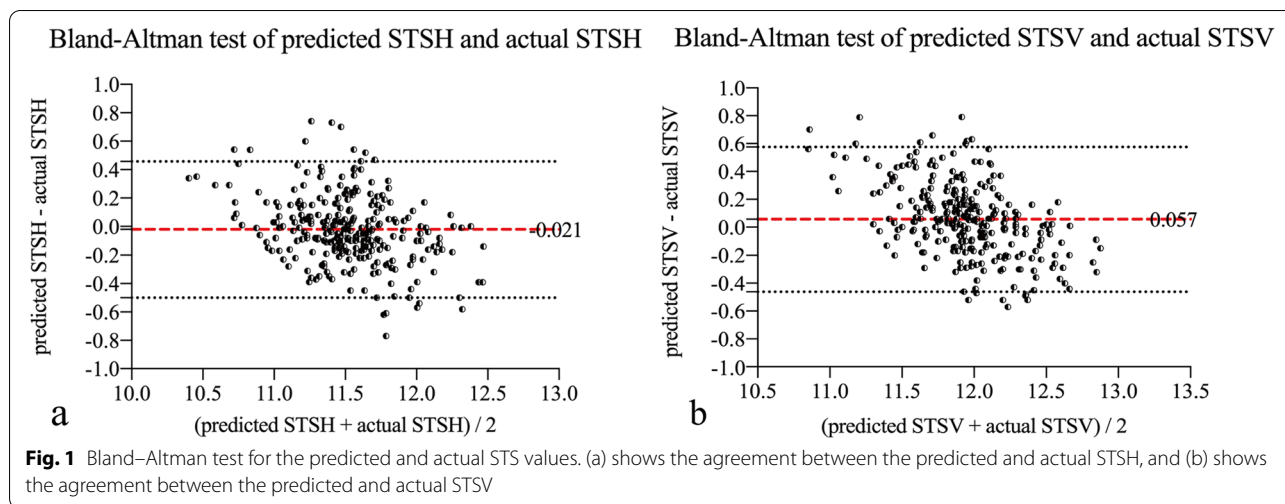 Bland-Altman test of predicted STSH and actual STSH
predicted STSH - actual STSH
1.0
0.8
0.6
0.4
0.2
0.0
-0.2
-0.4
-0.6
-0.8
-1.0
-0.021
10.0 10.5 11.0 11.5 12.0 12.5 13.0
a
(predicted STSH + actual STSH) / 2
Bland-Altman test of predicted STSV and actual STSV
predicted STSV - actual STSV
1.0
0.8
0.6
0.4
0.2
0.0
-0.2
-0.4
-0.6
-0.8
-1.0
0.057
10.5 11.0 11.5 12.0 12.5 13.0 13.5
b
(predicted STSV + actual STSV) / 2
Fig. 1 Bland–Altman test for the predicted and actual STS values. (a) shows the agreement between the predicted and actual STSH, and (b) shows
the agreement between the predicted and actual STSV